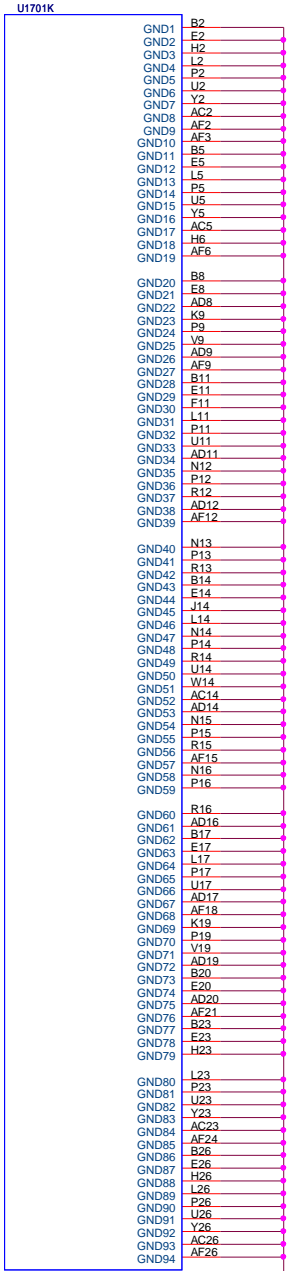 U1701K
GND1 B2
GND2 E2
GND3 H2
GND4 L2
GND5 P2
GND6 U2
GND7 Y2
GND8 AC2
GND9 AF2
GND10 AF3
GND11 B5
GND12 E5
GND13 L5
GND14 P5
GND15 U5
GND16 Y5
GND17 AC5
GND18 H6
GND19 AF6
GND20 B8
GND21 E8
GND22 AD8
GND23 K9
GND24 P9
GND25 V9
GND26 AD9
GND27 AF9
GND28 B11
GND29 E11
GND30 F11
GND31 L11
GND32 P11
GND33 U11
GND34 AD11
GND35 N12
GND36 P12
GND37 R12
GND38 AD12
GND39 AF12
GND40 N13
GND41 P13
GND42 R13
GND43 B14
GND44 E14
GND45 J14
GND46 L14
GND47 N14
GND48 P14
GND49 R14
GND50 U14
GND51 W14
GND52 AC14
GND53 AD14
GND54 N15
GND55 P15
GND56 R15
GND57 AF15
GND58 N16
GND59 P16
GND60 R16
GND61 AD16
GND62 B17
GND63 E17
GND64 L17
GND65 P17
GND66 U17
GND67 AD17
GND68 AF18
GND69 K19
GND70 P19
GND71 V19
GND72 AD19
GND73 B20
GND74 E20
GND75 AD20
GND76 AF21
GND77 B23
GND78 E23
GND79 H23
GND80 L23
GND81 P23
GND82 U23
GND83 Y23
GND84 AC23
GND85 AF24
GND86 B26
GND87 E26
GND88 H26
GND89 L26
GND90 P26
GND91 U26
GND92 Y26
GND93 AC26
GND94 AF26